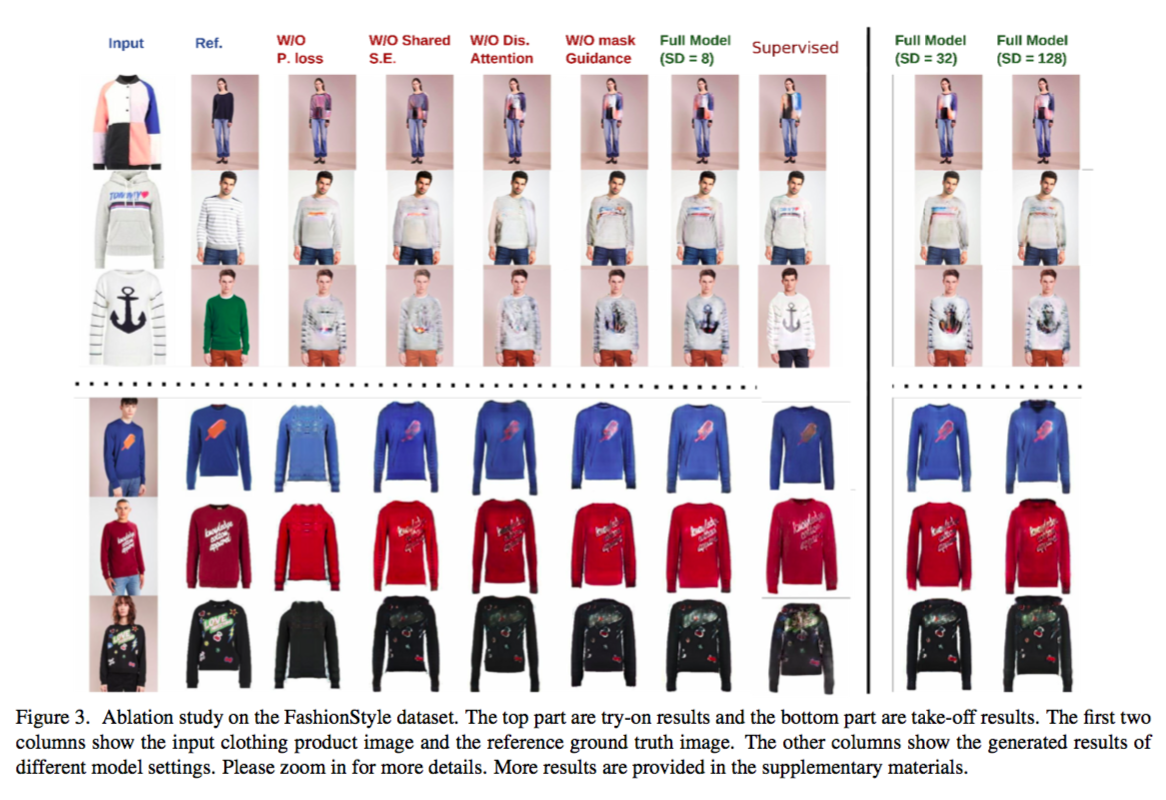 Input
Ref.
W/O
P. loss
W/O Shared
S.E.
W/O Dis.
Attention
W/O mask
Guidance
Full Model
(SD = 8)
Supervised
Full Model
(SD = 32)
Full Model
(SD = 128)
Figure 3. Ablation study on the FashionStyle dataset. The top part are try-on results and the bottom part are take-off results. The first two
columns show the input clothing product image and the reference ground truth image. The other columns show the generated results of
different model settings. Please zoom in for more details. More results are provided in the supplementary materials.